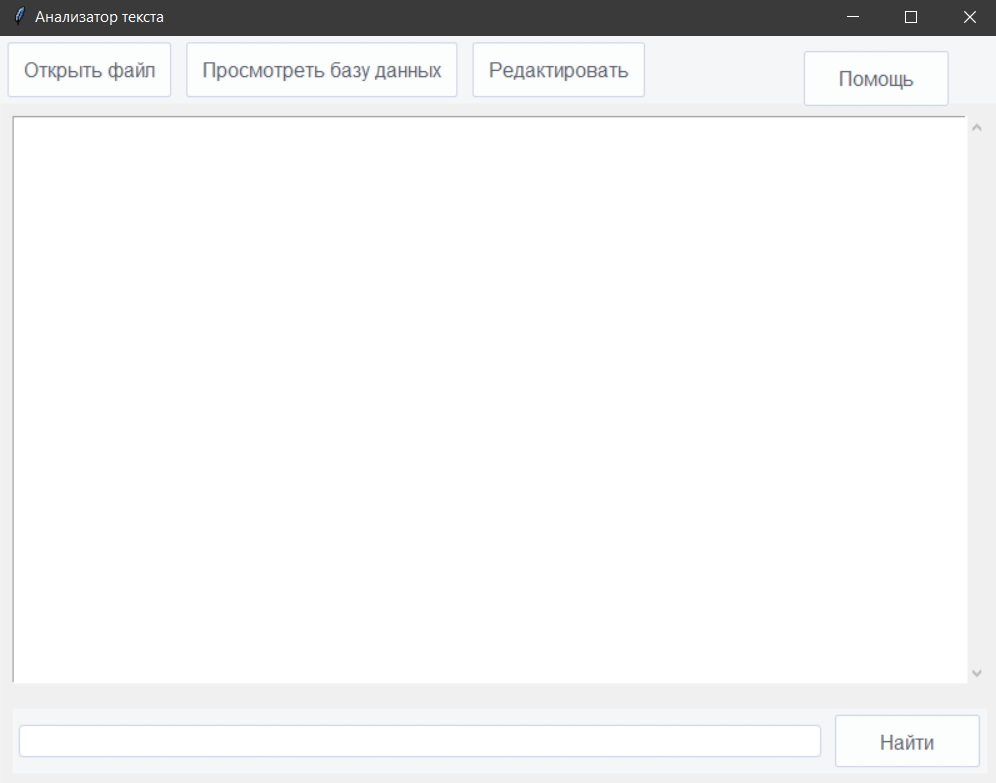 Анализатор текста
Открыть файл
Просмотреть базу данных
Редактировать
Помощь
Найти